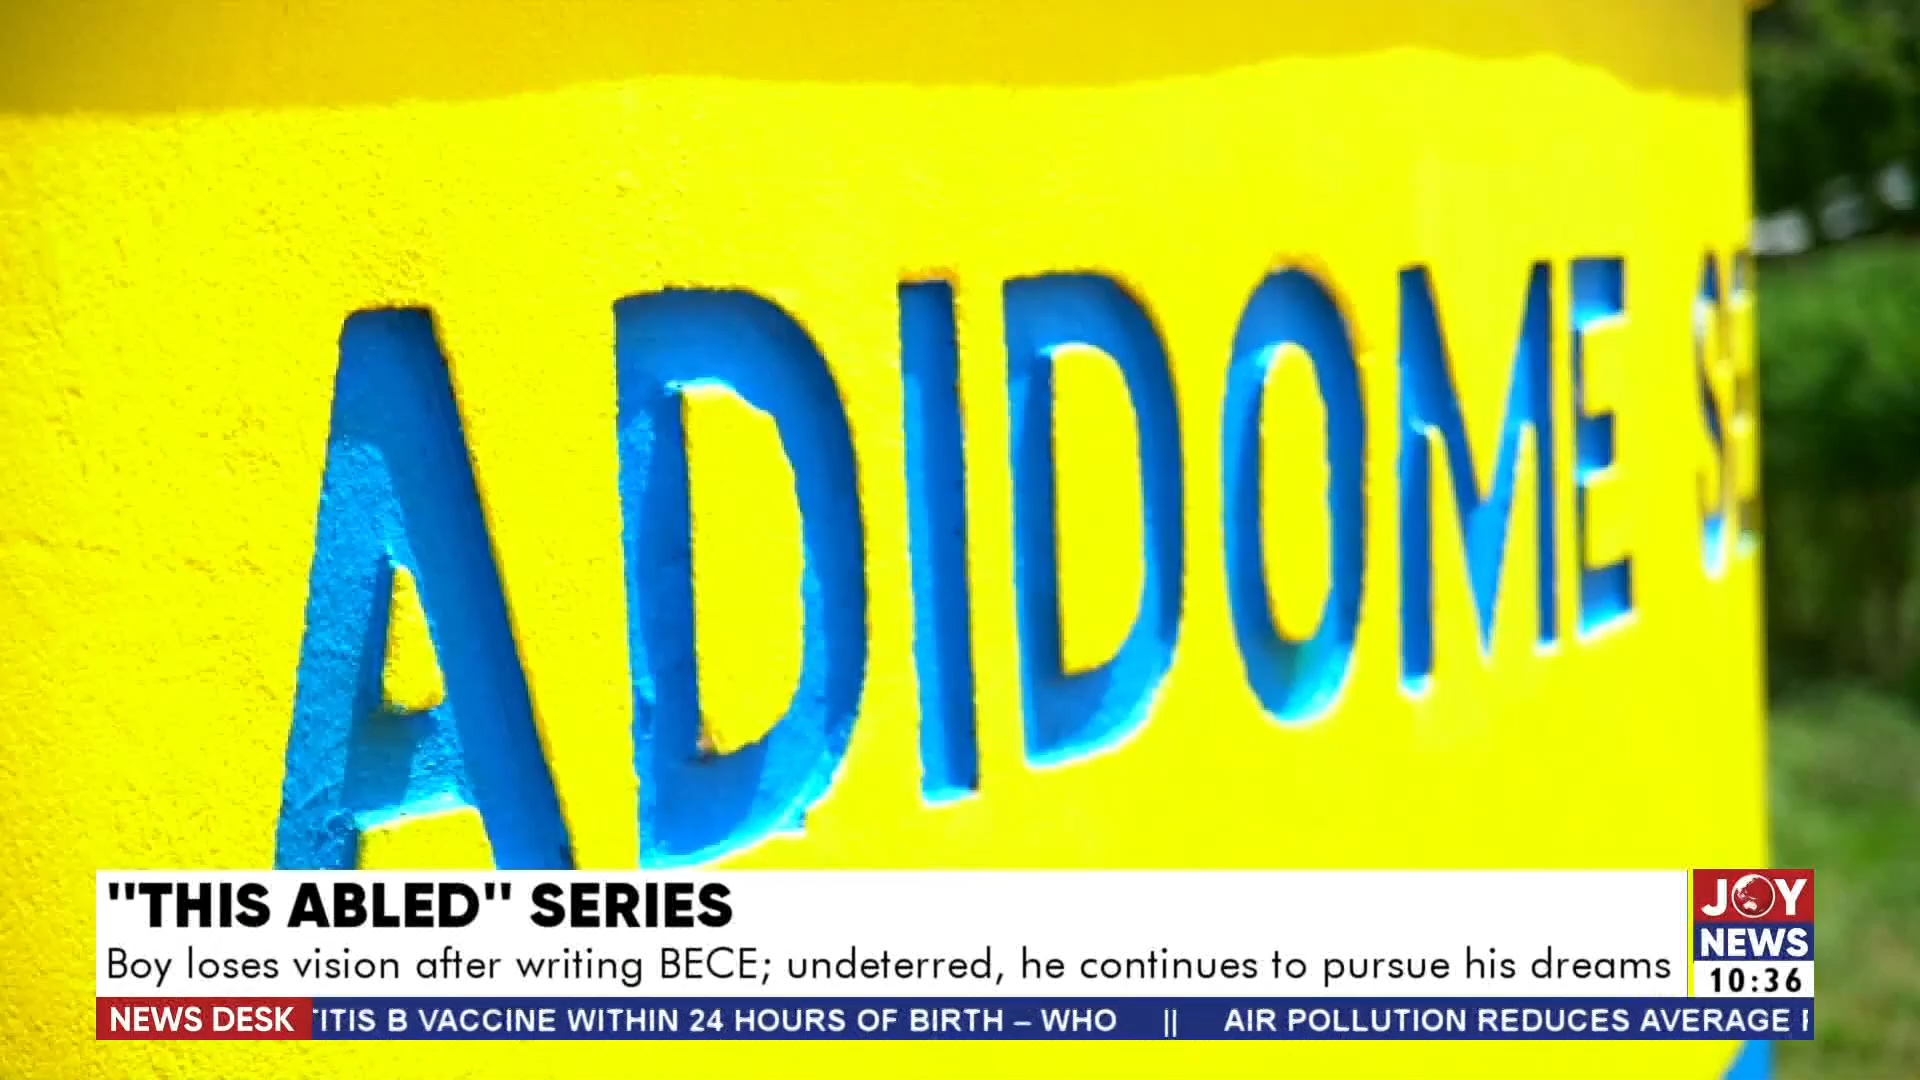 ADIDOME
"THIS ABLED" SERIES
Boy loses vision after writing BECE; undeterred, he continues to pursue his dreams
JOY
NEWS
10:36
NEWS DESK
B VACCINE WITHIN 24 HOURS OF BIRTH – WHO || AIR POLLUTION REDUCES AVERAGE